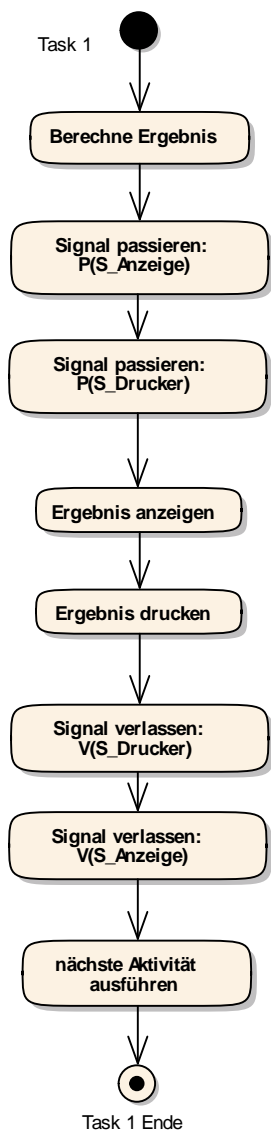 Task 1
Berechne Ergebnis
Signal passieren:
P(S_Anzeige)
Signal passieren:
P(S_Drucker)
Ergebnis anzeigen
Ergebnis drucken
Signal verlassen:
V(S_Drucker)
Signal verlassen:
V(S_Anzeige)
nächste Aktivität
ausführen
Task 1 Ende